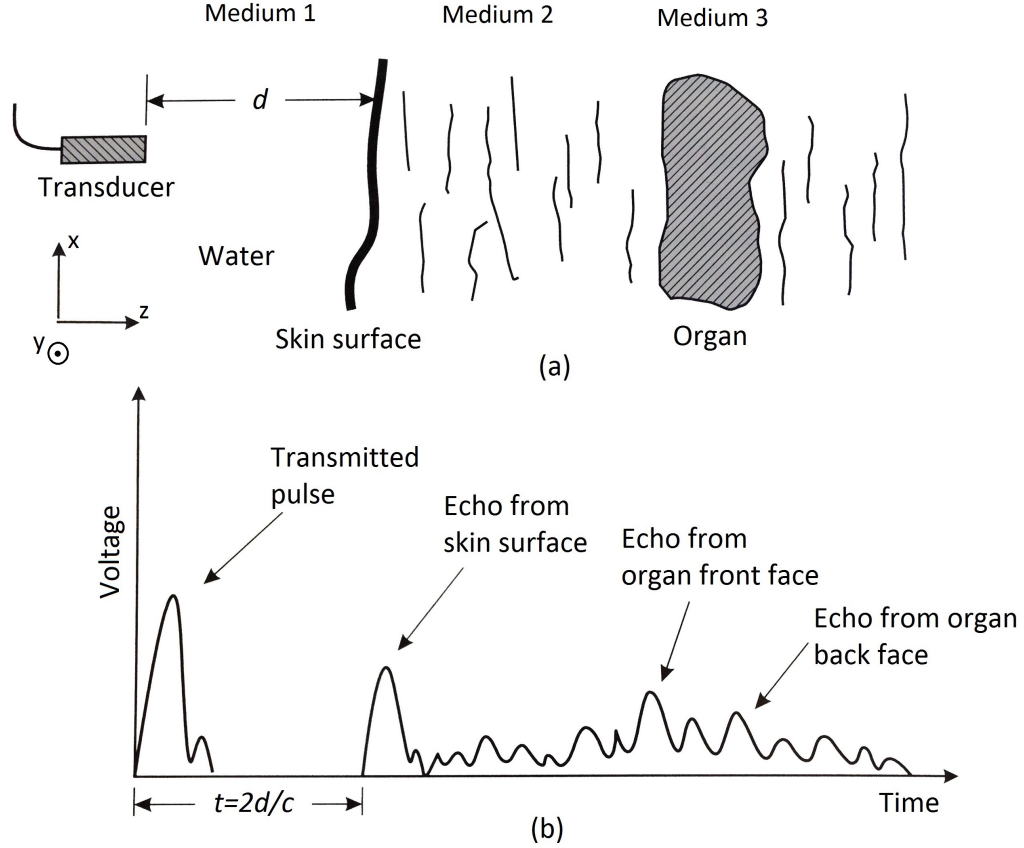 Medium 1
Medium 2
Medium 3
d
Transducer
x
Water
z
y
Skin surface
Organ
(a)
Transmitted
pulse
Echo from
skin surface
Echo from
organ front face
Echo from organ
back face
Voltage
t=2d/c
Time
(b)